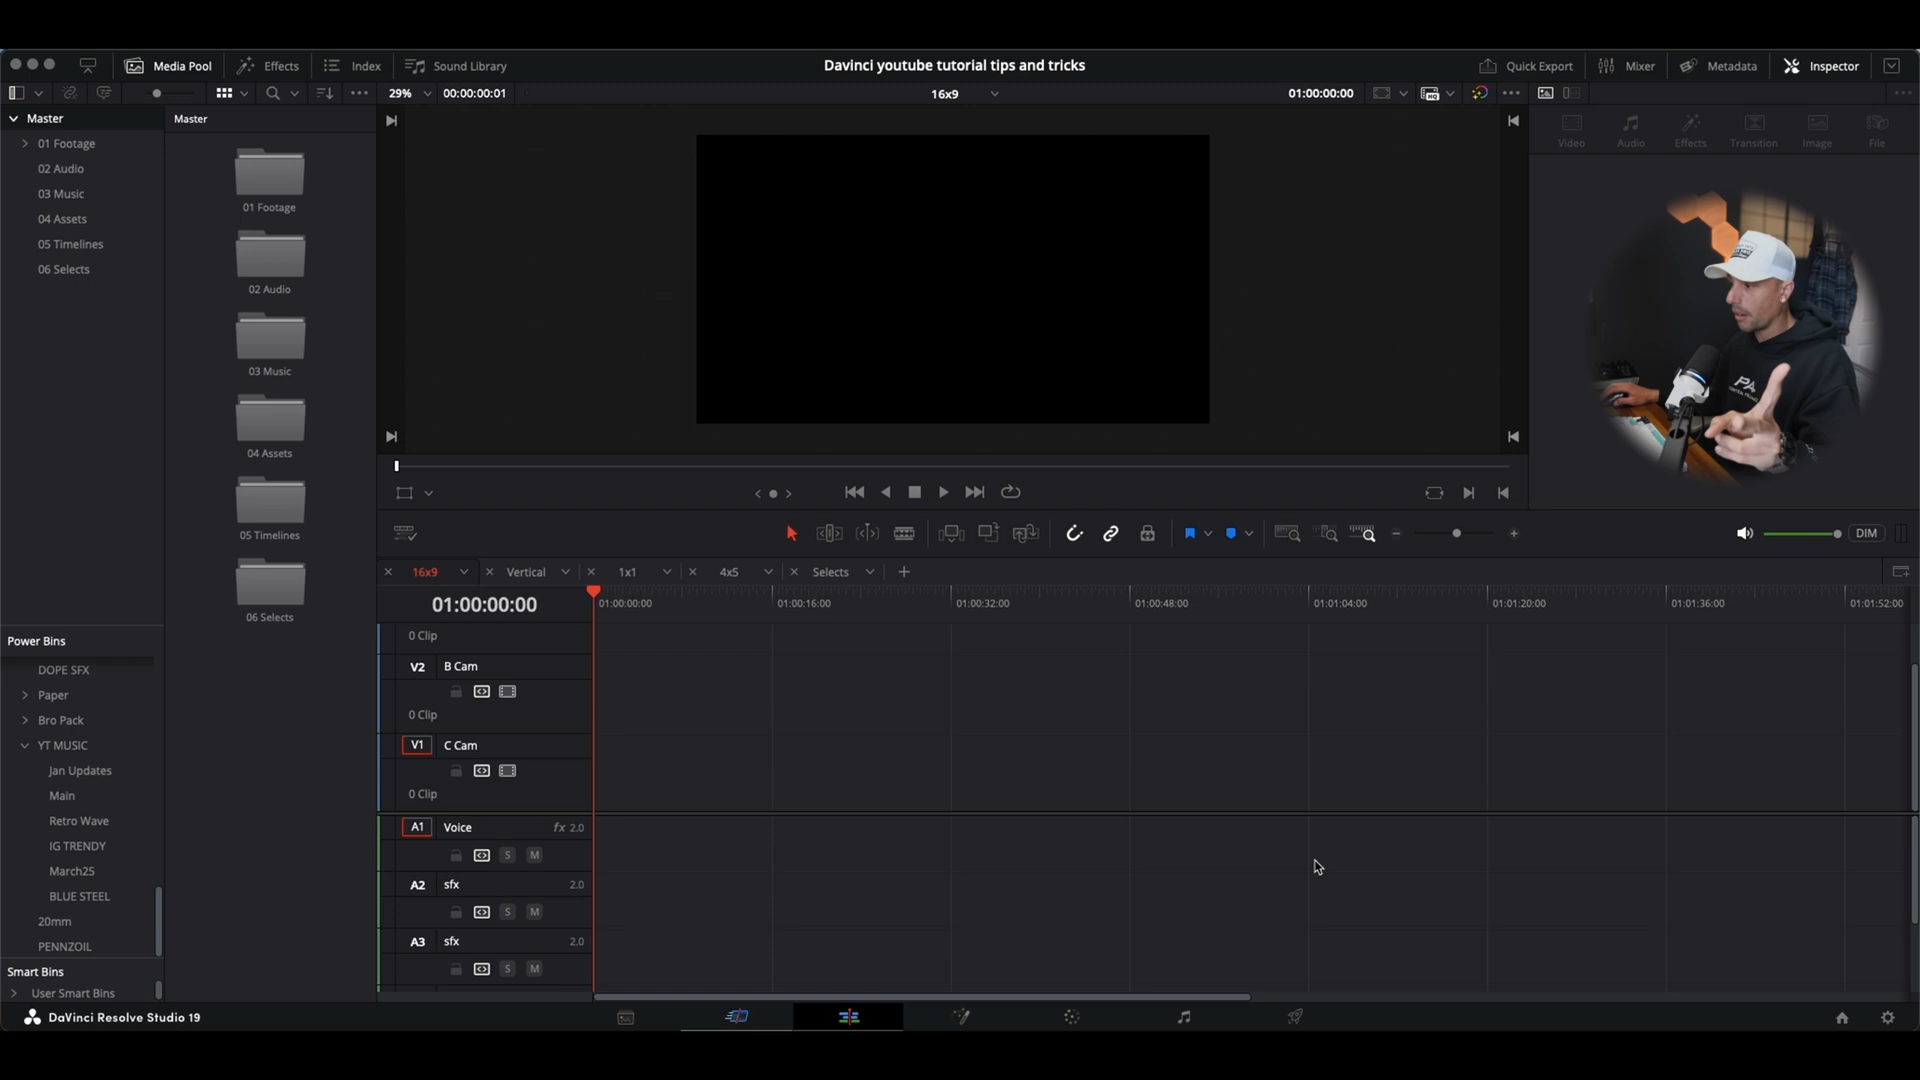 Media Pool
Effects
Index
Sound Library
Davinci youtube tutorial tips and tricks
Quick Export
Mixer
Metadata
Inspector
29%
00:00:00:01
16x9
01:00:00:00
Master
01 Footage
02 Audio
03 Music
04 Assets
05 Timelines
06 Selects
Master
01 Footage
02 Audio
03 Music
04 Assets
05 Timelines
06 Selects
Video
Audio
Effects
Transition
Image
File
PA
DIM
16x9
Vertical
1x1
4x5
Selects
01:00:00:00
01:00:00:00
01:00:16:00
01:00:32:00
01:00:48:00
01:01:04:00
01:01:20:00
01:01:36:00
01:01:52:00
0 Clip
V2 B Cam
0 Clip
V1 C Cam
0 Clip
A1 Voice fx 2.0
S M
A2 sfx 2.0
S M
A3 sfx 2.0
S M
Power Bins
DOPE SFX
Paper
Bro Pack
YT MUSIC
Jan Updates
Main
Retro Wave
IG TRENDY
March25
BLUE STEEL
20mm
PENNZOIL
Smart Bins
User Smart Bins
DaVinci Resolve Studio 19